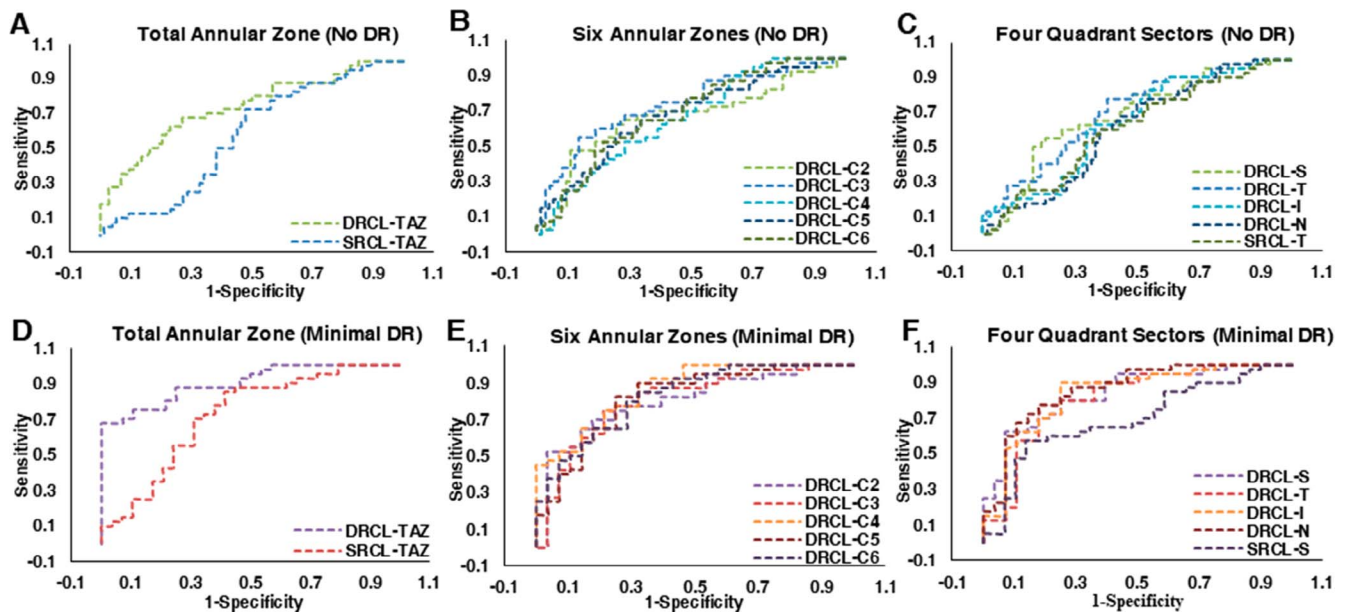 A
Total Annular Zone (No DR)
1.1
0.9
0.7
0.5
0.3
0.1
-0.1
Sensitivity
DRCL-TAZ
SRCL-TAZ
-0.1 0.1 0.3 0.5 0.7 0.9 1.1
1-Specificity
B
Six Annular Zones (No DR)
1.1
0.9
0.7
0.5
0.3
0.1
-0.1
Sensitivity
DRCL-C2
DRCL-C3
DRCL-C4
DRCL-C5
DRCL-C6
-0.1 0.1 0.3 0.5 0.7 0.9 1.1
1-Specificity
C
Four Quadrant Sectors (No DR)
1.1
0.9
0.7
0.5
0.3
0.1
-0.1
Sensitivity
DRCL-S
DRCL-T
DRCL-I
DRCL-N
SRCL-T
-0.1 0.1 0.3 0.5 0.7 0.9 1.1
1-Specificity
D
Total Annular Zone (Minimal DR)
1.1
0.9
0.7
0.5
0.3
0.1
-0.1
Sensitivity
DRCL-TAZ
SRCL-TAZ
-0.1 0.1 0.3 0.5 0.7 0.9 1.1
1-Specificity
E
Six Annular Zones (Minimal DR)
1.1
0.9
0.7
0.5
0.3
0.1
-0.1
Sensitivity
DRCL-C2
DRCL-C3
DRCL-C4
DRCL-C5
DRCL-C6
-0.1 0.1 0.3 0.5 0.7 0.9 1.1
1-Specificity
F
Four Quadrant Sectors (Minimal DR)
1.1
0.9
0.7
0.5
0.3
0.1
-0.1
Sensitivity
DRCL-S
DRCL-T
DRCL-I
DRCL-N
SRCL-S
-0.1 0.1 0.3 0.5 0.7 0.9 1.1
1-Specificity